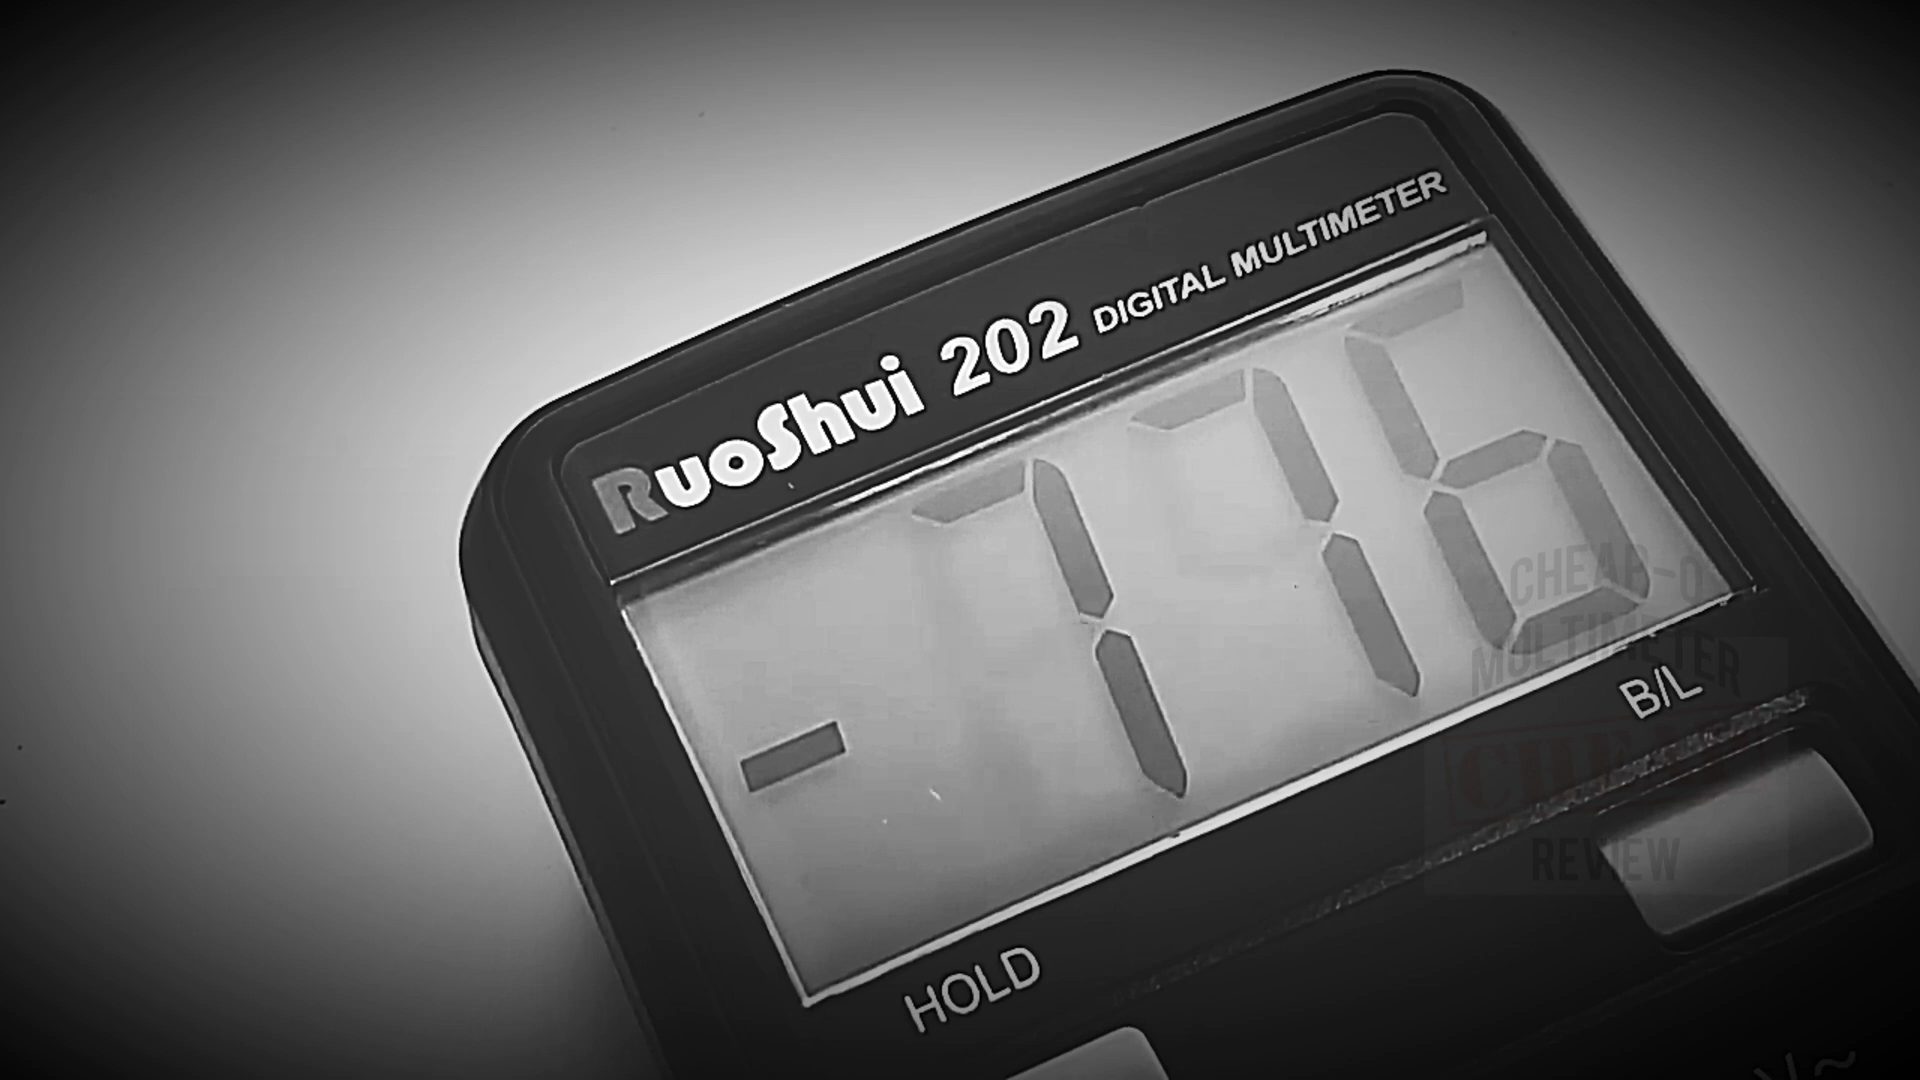 RuoShui 202 DIGITAL MULTIMETER
-776
HOLD
B/L
CHEAP-O
MULTIMETER
REVIEW
V~